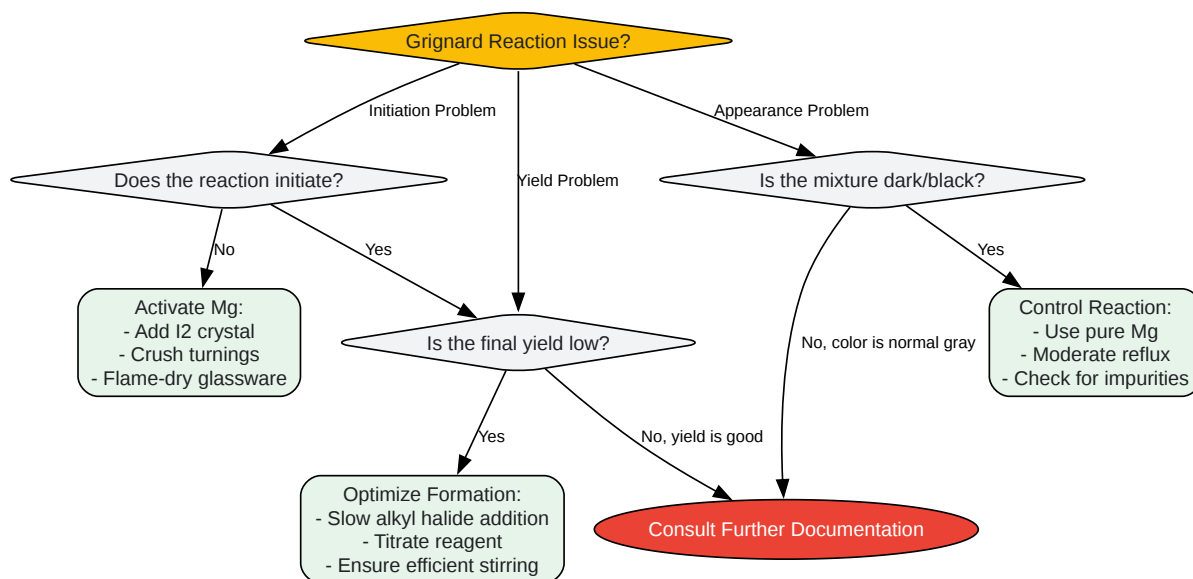 Grignard Reaction Issue?
Initiation Problem
Appearance Problem
Does the reaction initiate?
Yield Problem
Is the mixture dark/black?
No
Yes
Yes
Activate Mg:
- Add I2 crystal
- Crush turnings
- Flame-dry glassware
Is the final yield low?
No, color is normal gray
Control Reaction:
- Use pure Mg
- Moderate reflux
- Check for impurities
Yes
No, yield is good
Optimize Formation:
- Slow alkyl halide addition
- Titrate reagent
- Ensure efficient stirring
Consult Further Documentation